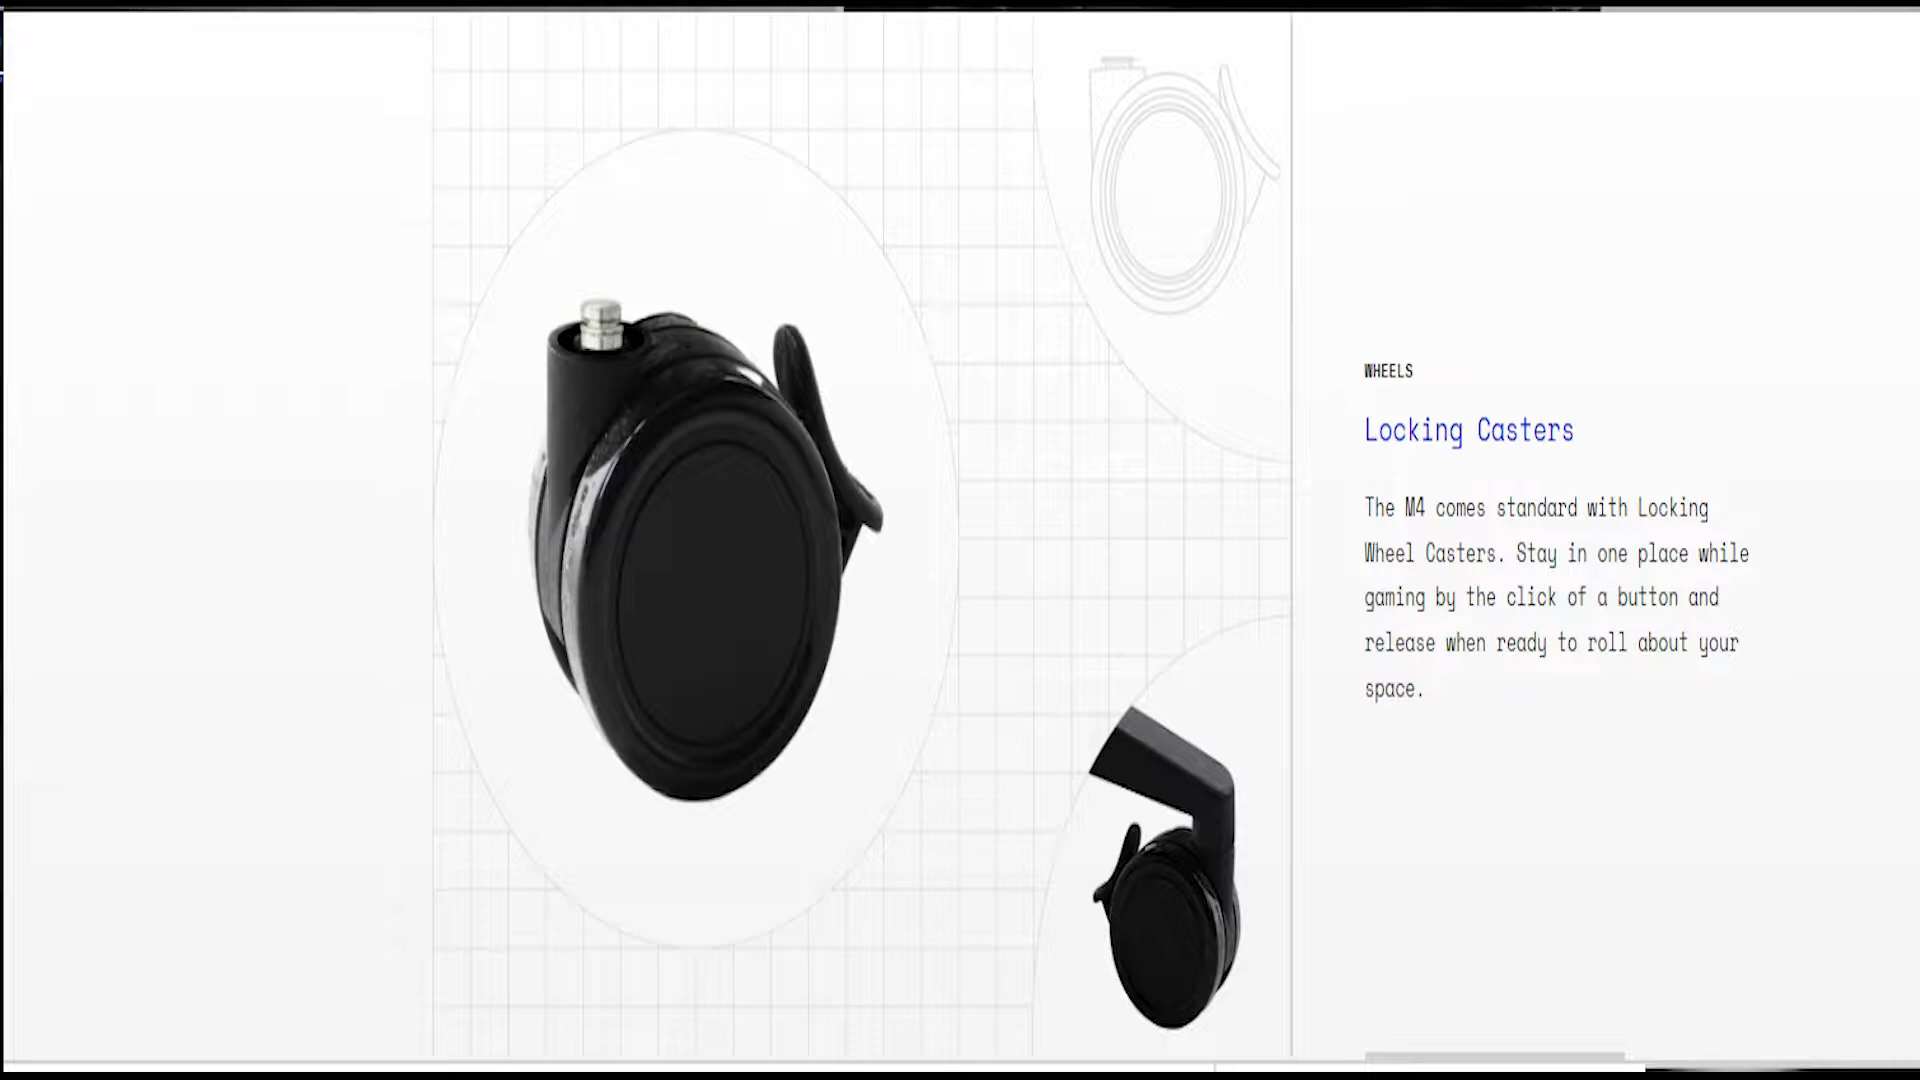 WHEELS
Locking Casters
The M4 comes standard with Locking
Wheel Casters. Stay in one place while
gaming by the click of a button and
release when ready to roll about your
space.